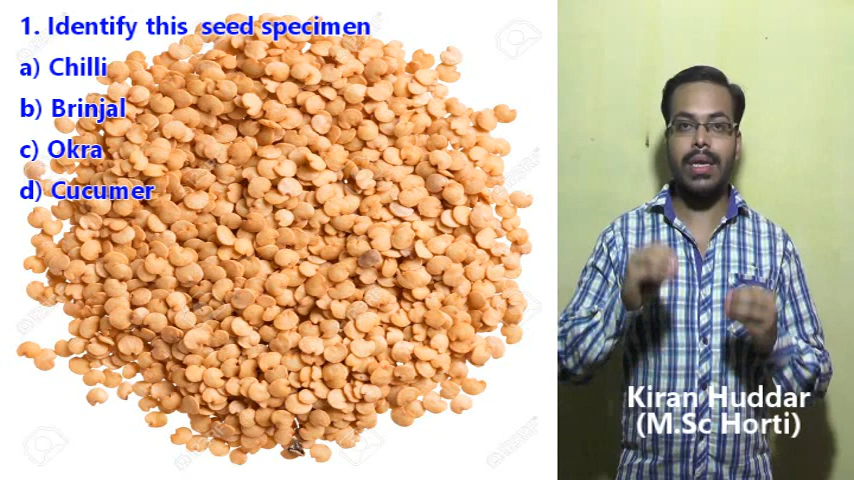 1. Identify this seed specimen
a) Chilli
b) Brinjal
c) Okra
d) Cucumer
Kiran Huddar
(M.Sc Horti)